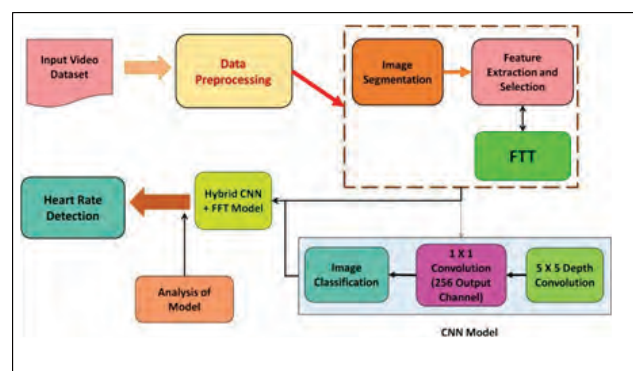 Input Video
Dataset
Data
Preprocessing
Image
Segmentation
Feature
Extraction and
Selection
FTT
Heart Rate
Detection
Hybrid CNN
+ FFT Model
Analysis of
Model
Image
Classification
1 X 1
Convolution
(256 Output
Channel)
5 X 5 Depth
Convolution
CNN Model